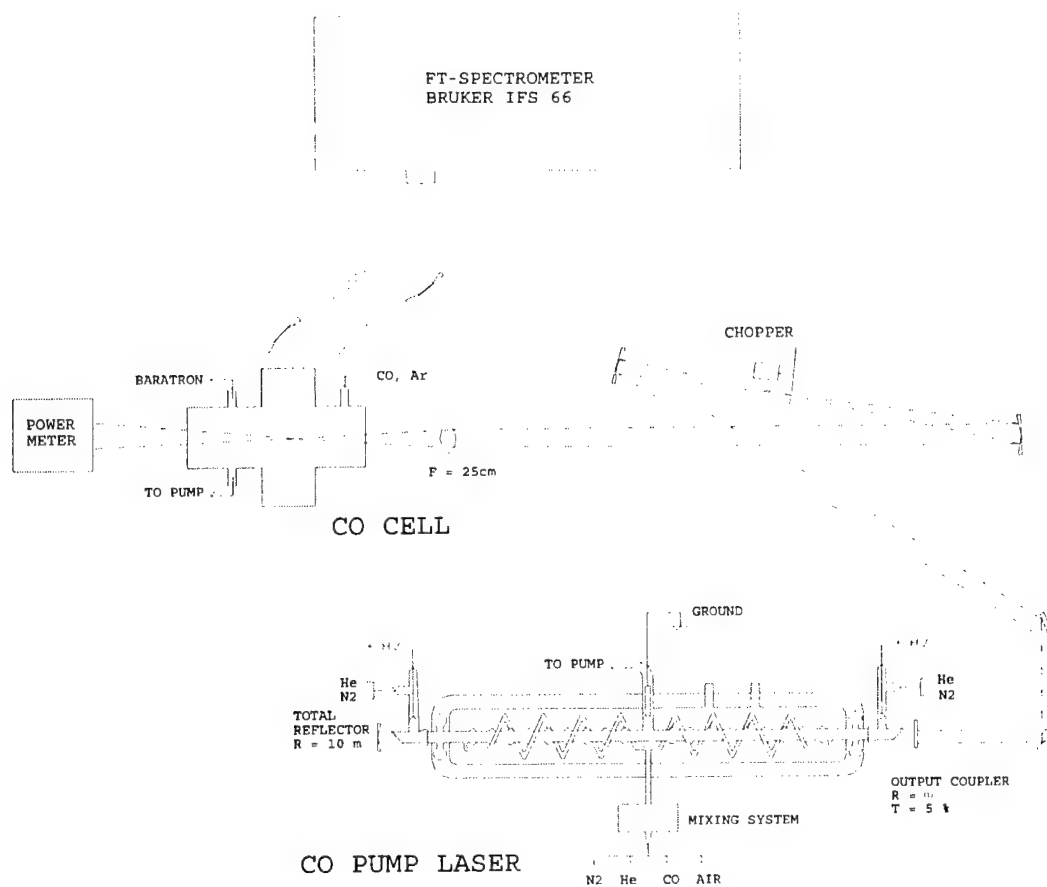 FT-SPECTROMETER
BRUKER IFS 66
CHOPPER
BARATRON
CO, Ar
POWER
METER
F = 25cm
TO PUMP
CO CELL
GROUND
TO PUMP
He
N2
He
N2
TOTAL
REFLECTOR
R = 10 m
OUTPUT COUPLER
R =
T = 5 %
MIXING SYSTEM
CO PUMP LASER
N2 He CO AIR